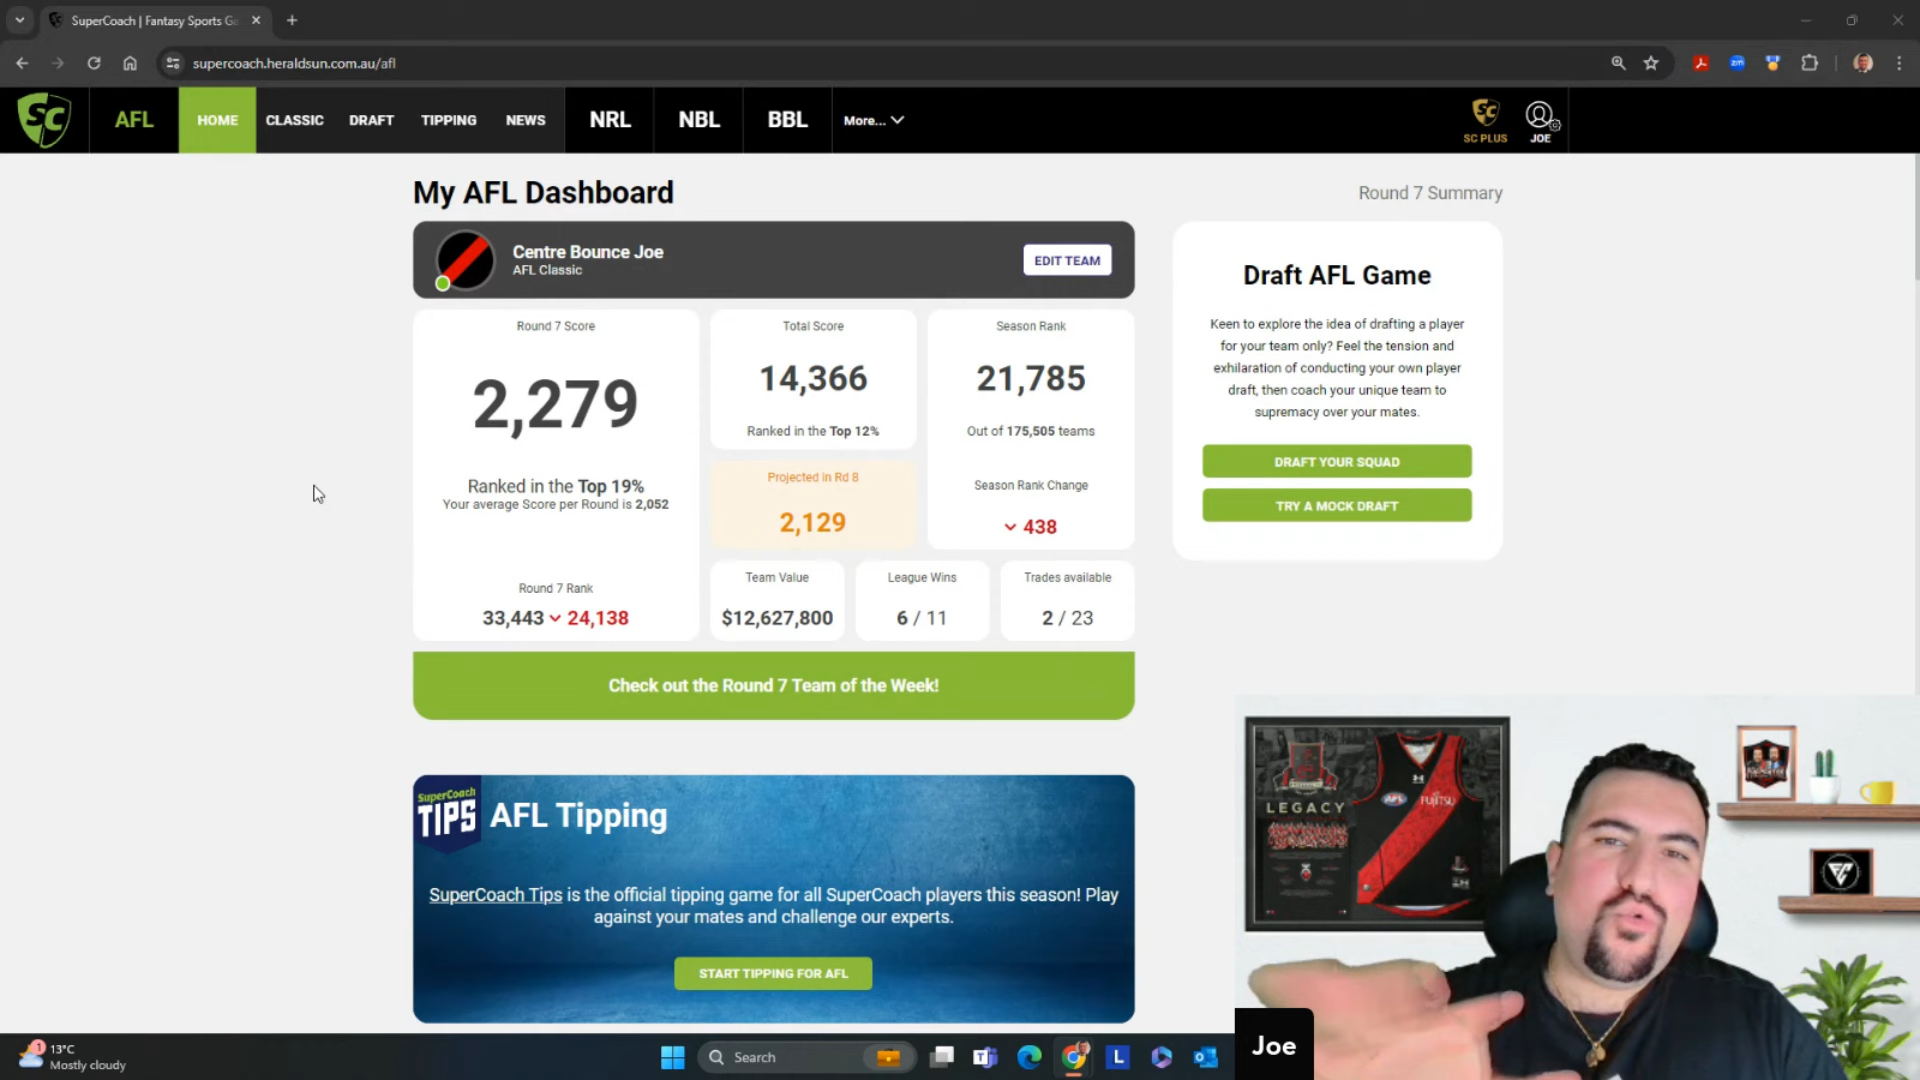 SuperCoach | Fantasy Sports Ga
supercoach.heraldsun.com.au/afl
SC
AFL
HOME
CLASSIC
DRAFT
TIPPING
NEWS
NRL
NBL
BBL
More...
SC
SC PLUS
JOE
My AFL Dashboard
Round 7 Summary
Centre Bounce Joe
AFL Classic
EDIT TEAM
Round 7 Score
2,279
Ranked in the Top 19%
Your average Score per Round is 2,052
Round 7 Rank
33,443 24,138
Total Score
14,366
Ranked in the Top 12%
Projected in Rd 8
2,129
Season Rank
21,785
Out of 175,505 teams
Season Rank Change
438
Team Value
$12,627,800
League Wins
6 / 11
Trades available
2 / 23
Check out the Round 7 Team of the Week!
Draft AFL Game
Keen to explore the idea of drafting a player
for your team only? Feel the tension and
exhilaration of conducting your own player
draft, then coach your unique team to
supremacy over your mates.
DRAFT YOUR SQUAD
TRY A MOCK DRAFT
SuperCoach
TIPS
AFL Tipping
SuperCoach Tips is the official tipping game for all SuperCoach players this season! Play
against your mates and challenge our experts.
START TIPPING FOR AFL
LEGACY
AFL
FUJITSU
Joe
1
13°C
Mostly cloudy
Search
L
zm